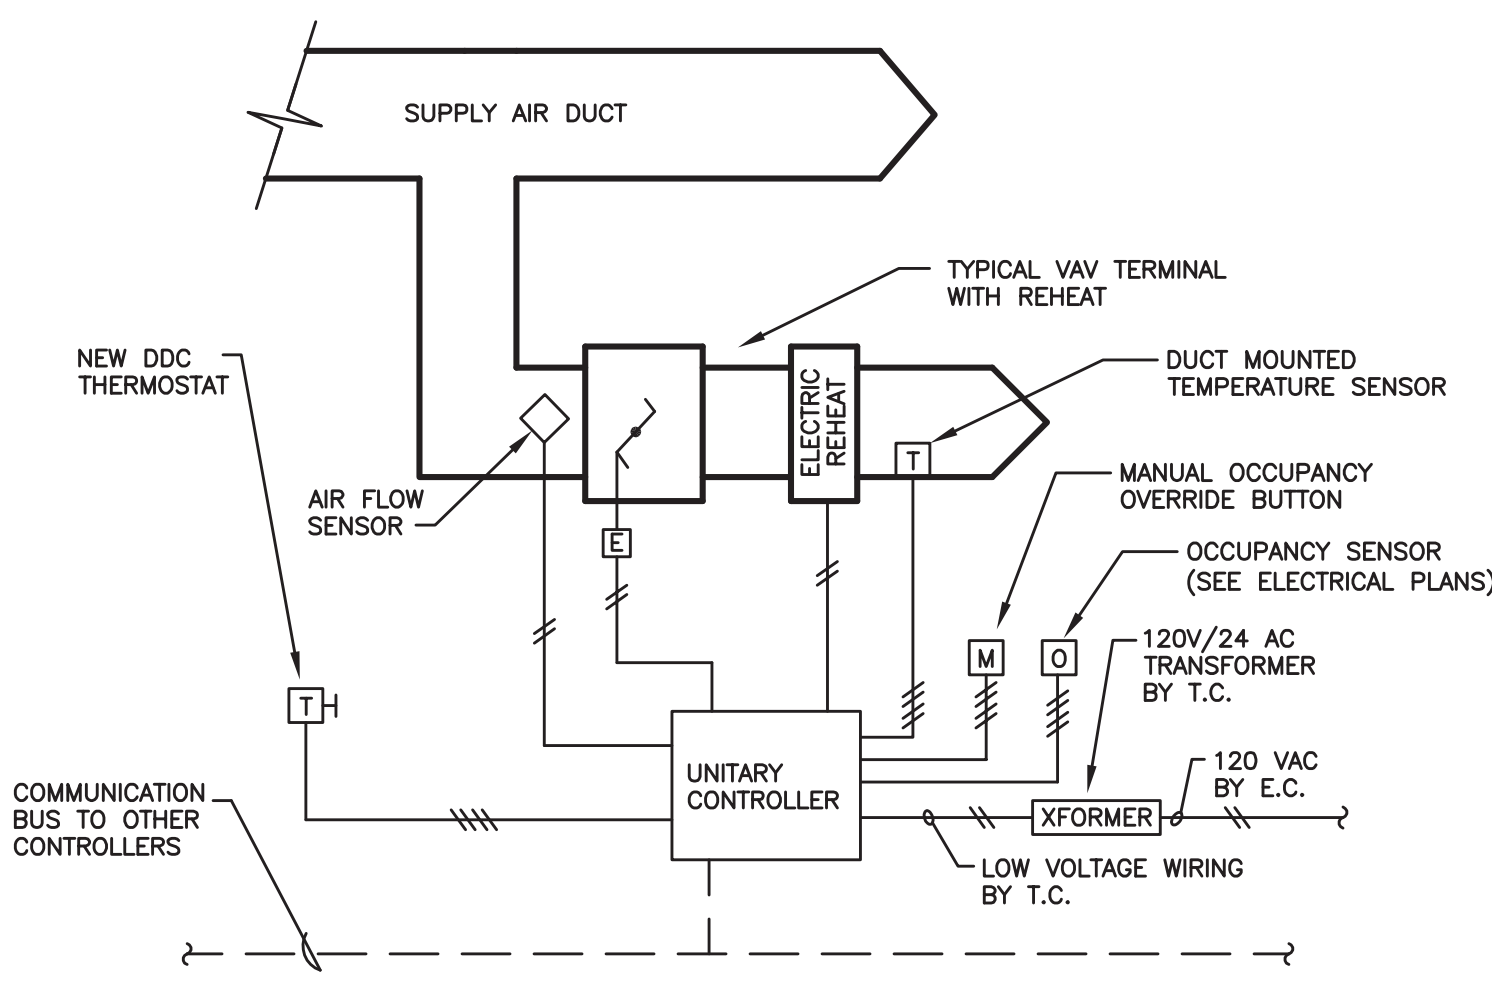 SUPPLY AIR DUCT
TYPICAL VAV TERMINAL
WITH REHEAT
NEW DDC
THERMOSTAT
DUCT MOUNTED
TEMPERATURE SENSOR
ELECTRIC
REHEAT
T
AIR FLOW
SENSOR
MANUAL OCCUPANCY
OVERRIDE BUTTON
E
OCCUPANCY SENSOR
(SEE ELECTRICAL PLANS)
M
O
120V/24 AC
TRANSFORMER
BY T.C.
T
UNITARY
CONTROLLER
120 VAC
BY E.C.
COMMUNICATION
BUS TO OTHER
CONTROLLERS
XFORMER
LOW VOLTAGE WIRING
BY T.C.